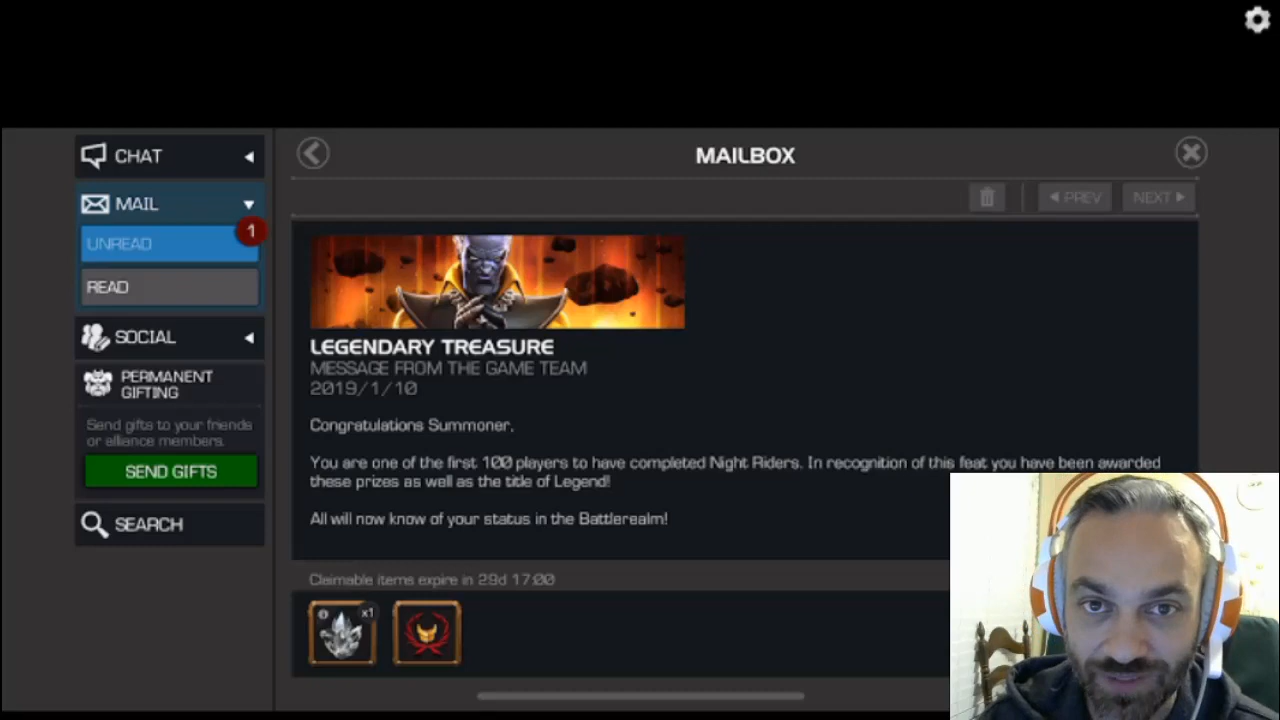 CHAT
MAIL
1
UNREAD
READ
SOCIAL
PERMANENT
GIFTING
Send gifts to your friends
or alliance members.
SEND GIFTS
SEARCH
MAILBOX
PREV
NEXT
LEGENDARY TREASURE
MESSAGE FROM THE GAME TEAM
2019/1/10
Congratulations Summoner,
You are one of the first 100 players to have completed Night Riders. In recognition of this feat you have been awarded
these prizes as well as the title of Legend!
All will now know of your status in the Battlerealm!
Claimable items expire in 29d 17:00
x1